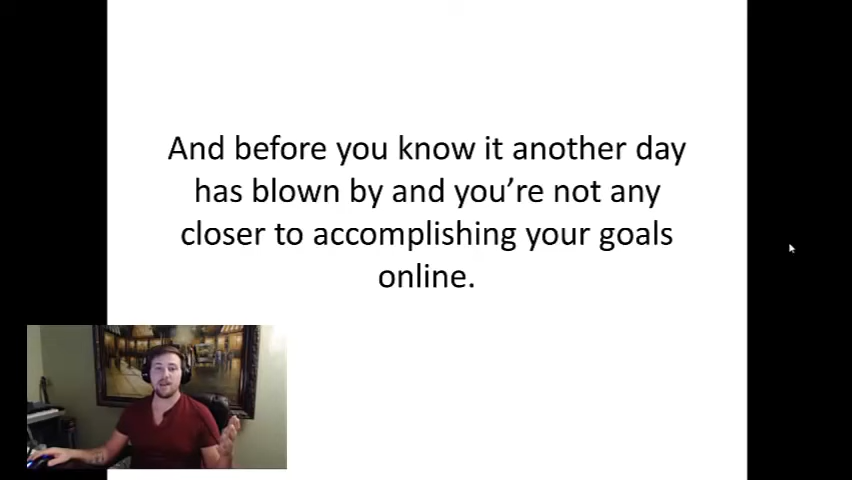 And before you know it another day
has blown by and you’re not any
closer to accomplishing your goals
online.